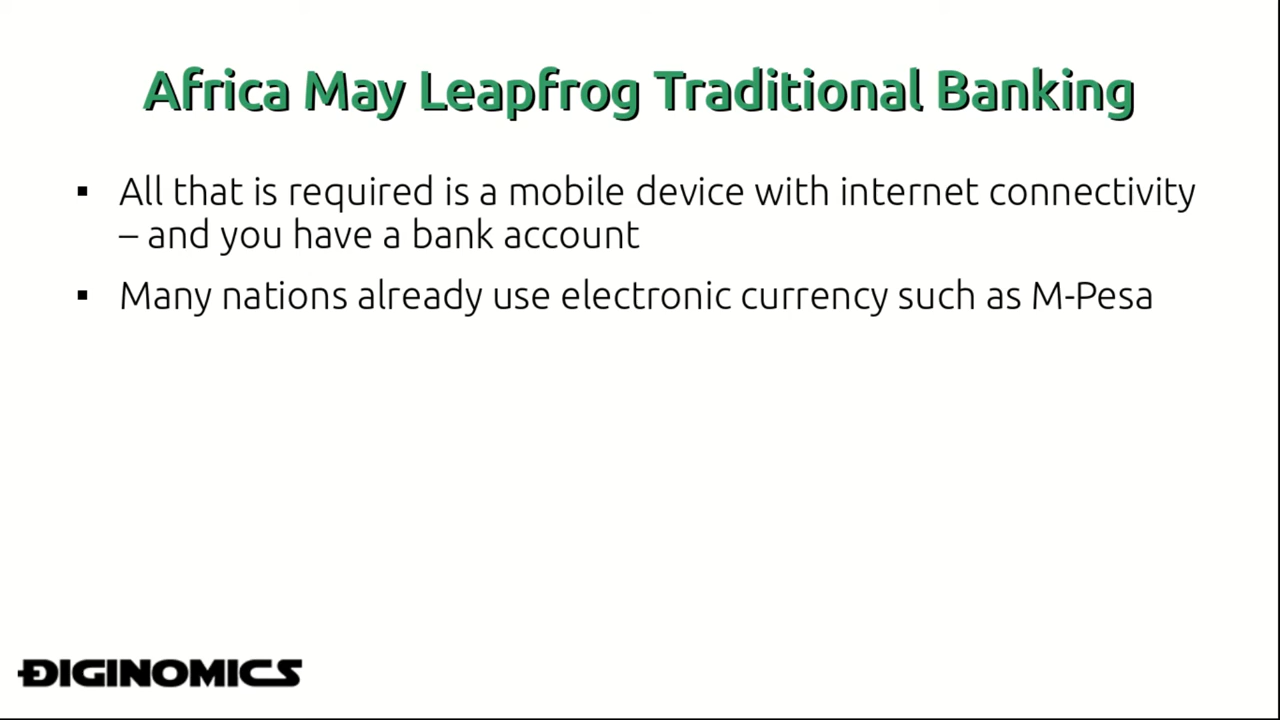 Africa May Leapfrog Traditional Banking
▪ All that is required is a mobile device with internet connectivity
– and you have a bank account
▪ Many nations already use electronic currency such as M-Pesa
ĐIGINOMICS